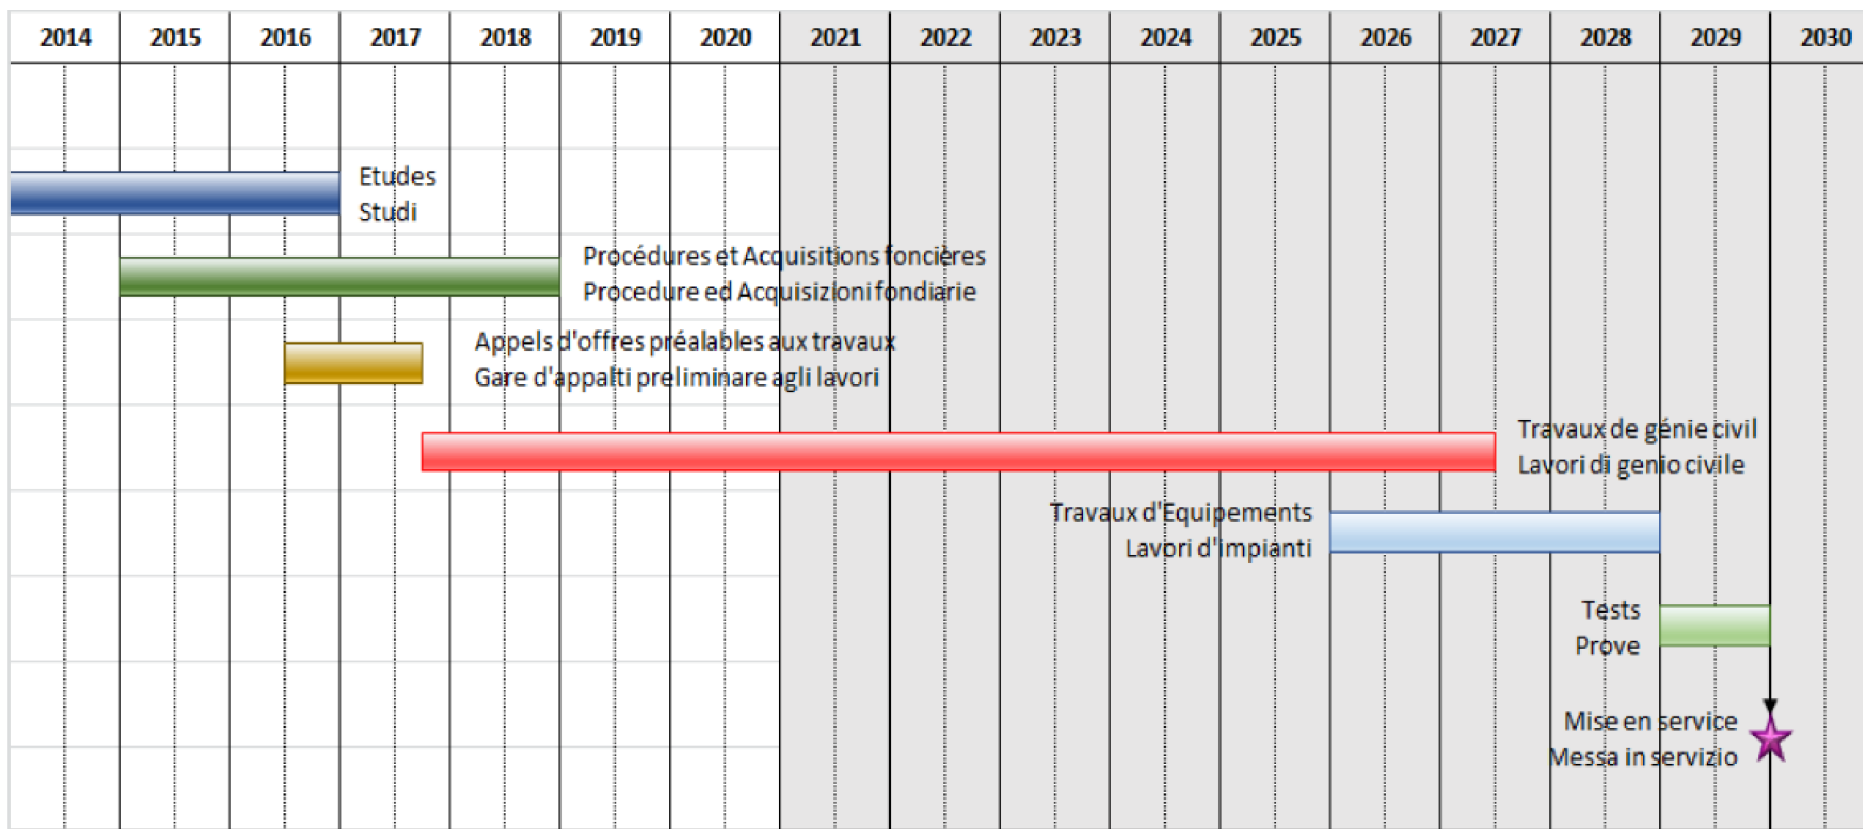 2014 2015 2016 2017 2018 2019 2020 2021 2022 2023 2024 2025 2026 2027 2028 2029 2030
Etudes
Studi
Procédures et Acquisitions foncières
Procedure ed Acquisizioni fondiarie
Appels d'offres préalables aux travaux
Gare d'appalti preliminare agli lavori
Travaux de génie civil
Lavori di genio civile
Travaux d'Equipements
Lavori d'impianti
Tests
Prove
Mise en service
Messa in servizio